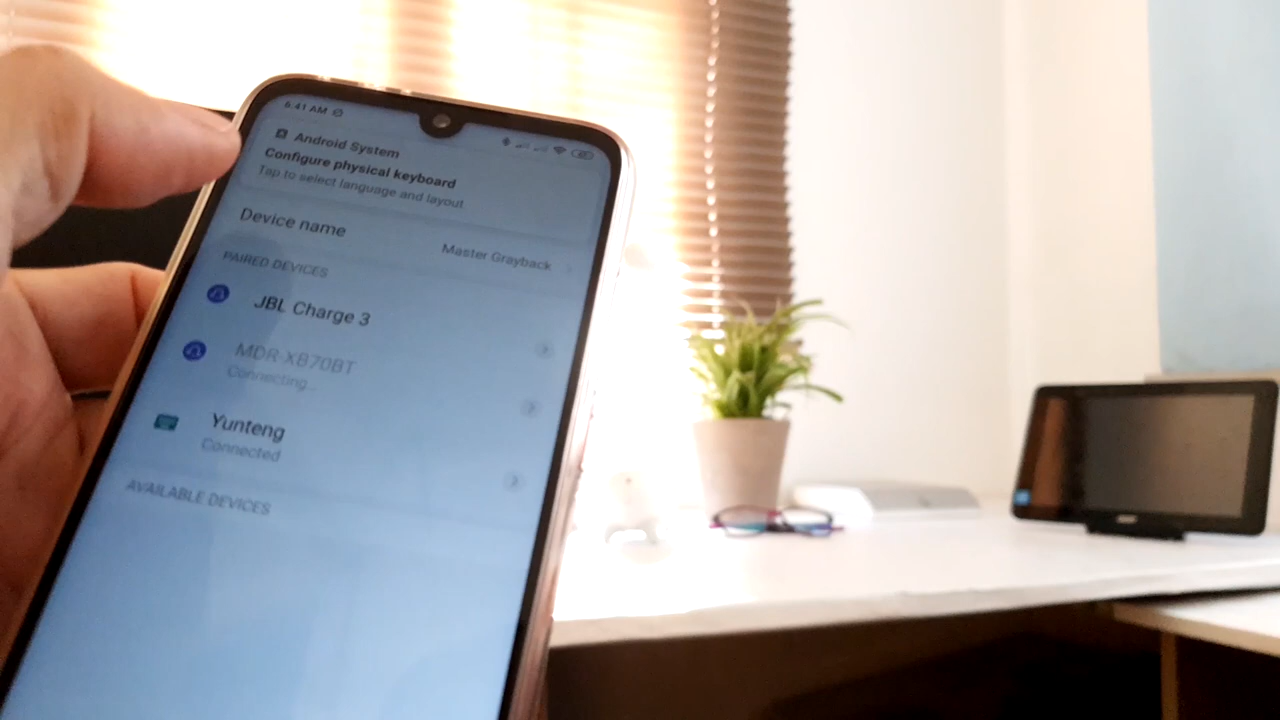 6:41 AM
Android System
Configure physical keyboard
Tap to select language and layout
Device name
Master Grayback
PAIRED DEVICES
JBL Charge 3
MDR-XB70BT
Connecting...
Yunteng
Connected
AVAILABLE DEVICES